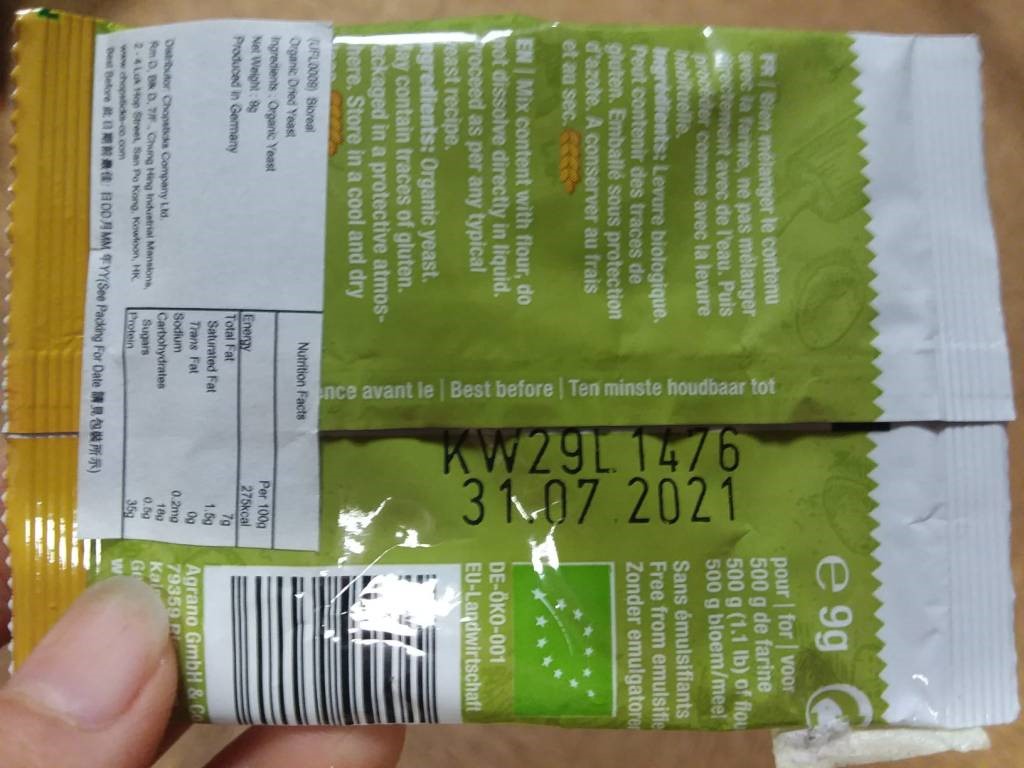 FR | Bien mélanger le contenu
avec farine, ne pas mélanger
avec de l'eau. Puis
comme avec la levure
Ingrédients: Levure biologique.
Peut contenir des traces de
gluten. Emballé sous protection
d'azote. A conserver au frais
et au sec.
EN | Mix content with flour, do
not dissolve directly in liquid.
Proceed as per any typical
yeast recipe.
Ingredients: Organic yeast.
May contain traces of gluten.
Packaged in a protective atmos-
phere. Store in a cool and dry
(UFL0009) Bioreal
Organic Dried Yeast
Ingredients : Organic Yeast
Net Weight : 9g
Produced in Germany
Distributor: Chopsticks Company Ltd.
Rm D, Blk D, 7/F., Chung Hing Industrial Mansions,
2 - 4 Lok Hop Street, San Po Kong, Kowloon, HK.
www.chopsticks-co.com
Best Before 此日期前最佳: 日DD月MM 年YY(See Packing For Date 請見包裝所示)
Nutrition Facts
Per 100g
Energy 275kcal
Total Fat 7g
Saturated Fat 1.5g
Trans Fat 0g
Sodium 0.2mg
Carbohydrates 18g
Sugars 0.5g
Protein 35g
avant le | Best before | Ten minste houdbaar tot
KW29L 1476
31.07.2021
e 9g
pour | for | voor
500 g de farine
500 g (1.1 lb) of flou
500 g bloem/meel
Sans émulsifiants
Free from emulsifie
Zonder emulgatore
DE-ÖKO-001
EU-Landwirtschaft
Agrano GmbH & Co
79359